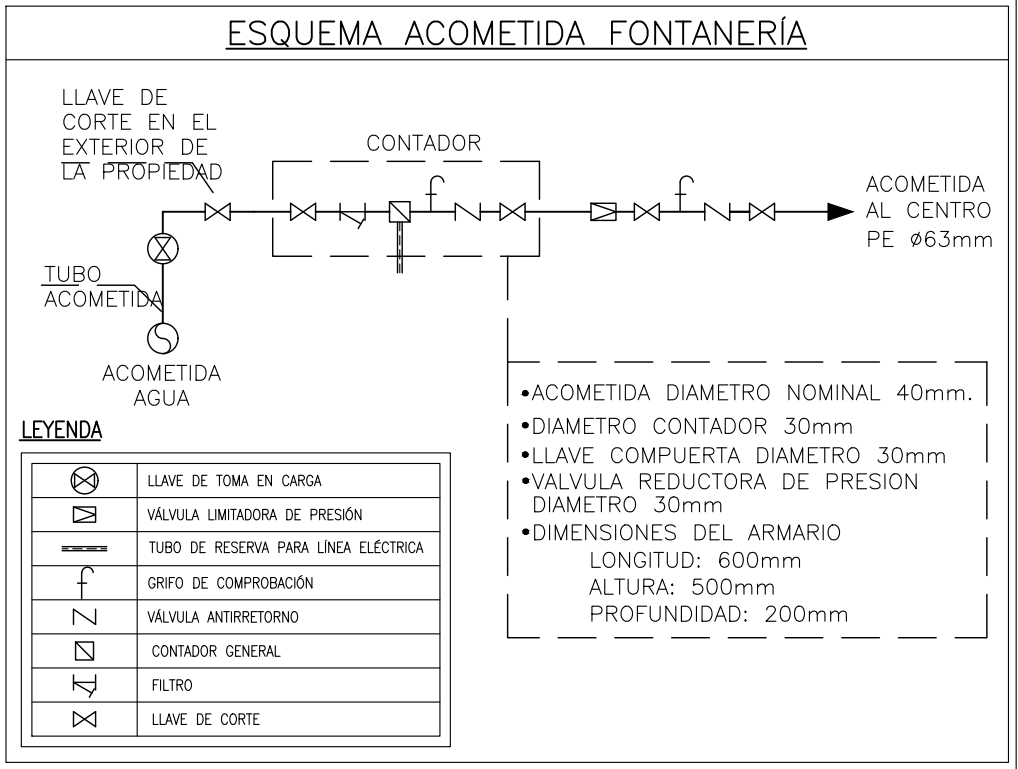 ESQUEMA ACOMETIDA FONTANERÍA
LLAVE DE
CORTE EN EL
EXTERIOR DE
LA PROPIEDAD
CONTADOR
ACOMETIDA
AL CENTRO
PE ø63mm
TUBO
ACOMETIDA
ACOMETIDA
AGUA
•ACOMETIDA DIAMETRO NOMINAL 40mm.
•DIAMETRO CONTADOR 30mm
•LLAVE COMPUERTA DIAMETRO 30mm
•VALVULA REDUCTORA DE PRESION
DIAMETRO 30mm
•DIMENSIONES DEL ARMARIO
LONGITUD: 600mm
ALTURA: 500mm
PROFUNDIDAD: 200mm
LEYENDA
LLAVE DE TOMA EN CARGA
VÁLVULA LIMITADORA DE PRESIÓN
TUBO DE RESERVA PARA LÍNEA ELÉCTRICA
GRIFO DE COMPROBACIÓN
VÁLVULA ANTIRRETORNO
CONTADOR GENERAL
FILTRO
LLAVE DE CORTE